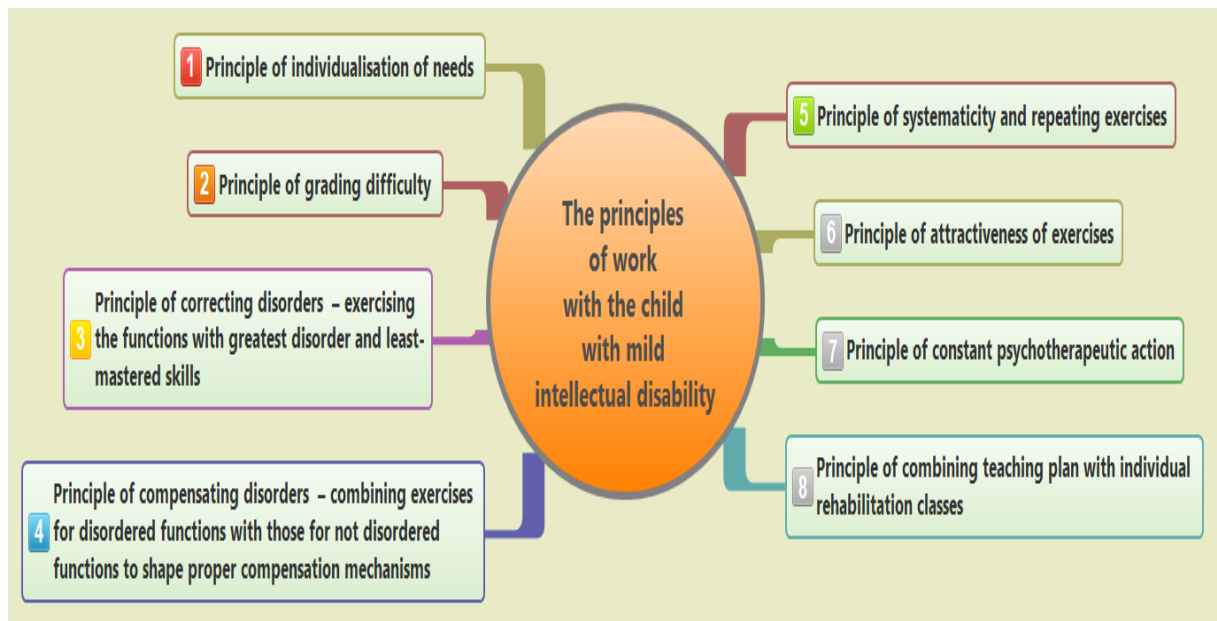 1 Principle of individualisation of needs
2 Principle of grading difficulty
3 Principle of correcting disorders – exercising
the functions with greatest disorder and least-
mastered skills
4 Principle of compensating disorders – combining exercises
for disordered functions with those for not disordered
functions to shape proper compensation mechanisms
The principles
of work
with the child
with mild
intellectual disability
5 Principle of systematicity and repeating exercises
6 Principle of attractiveness of exercises
7 Principle of constant psychotherapeutic action
8 Principle of combining teaching plan with individual
rehabilitation classes